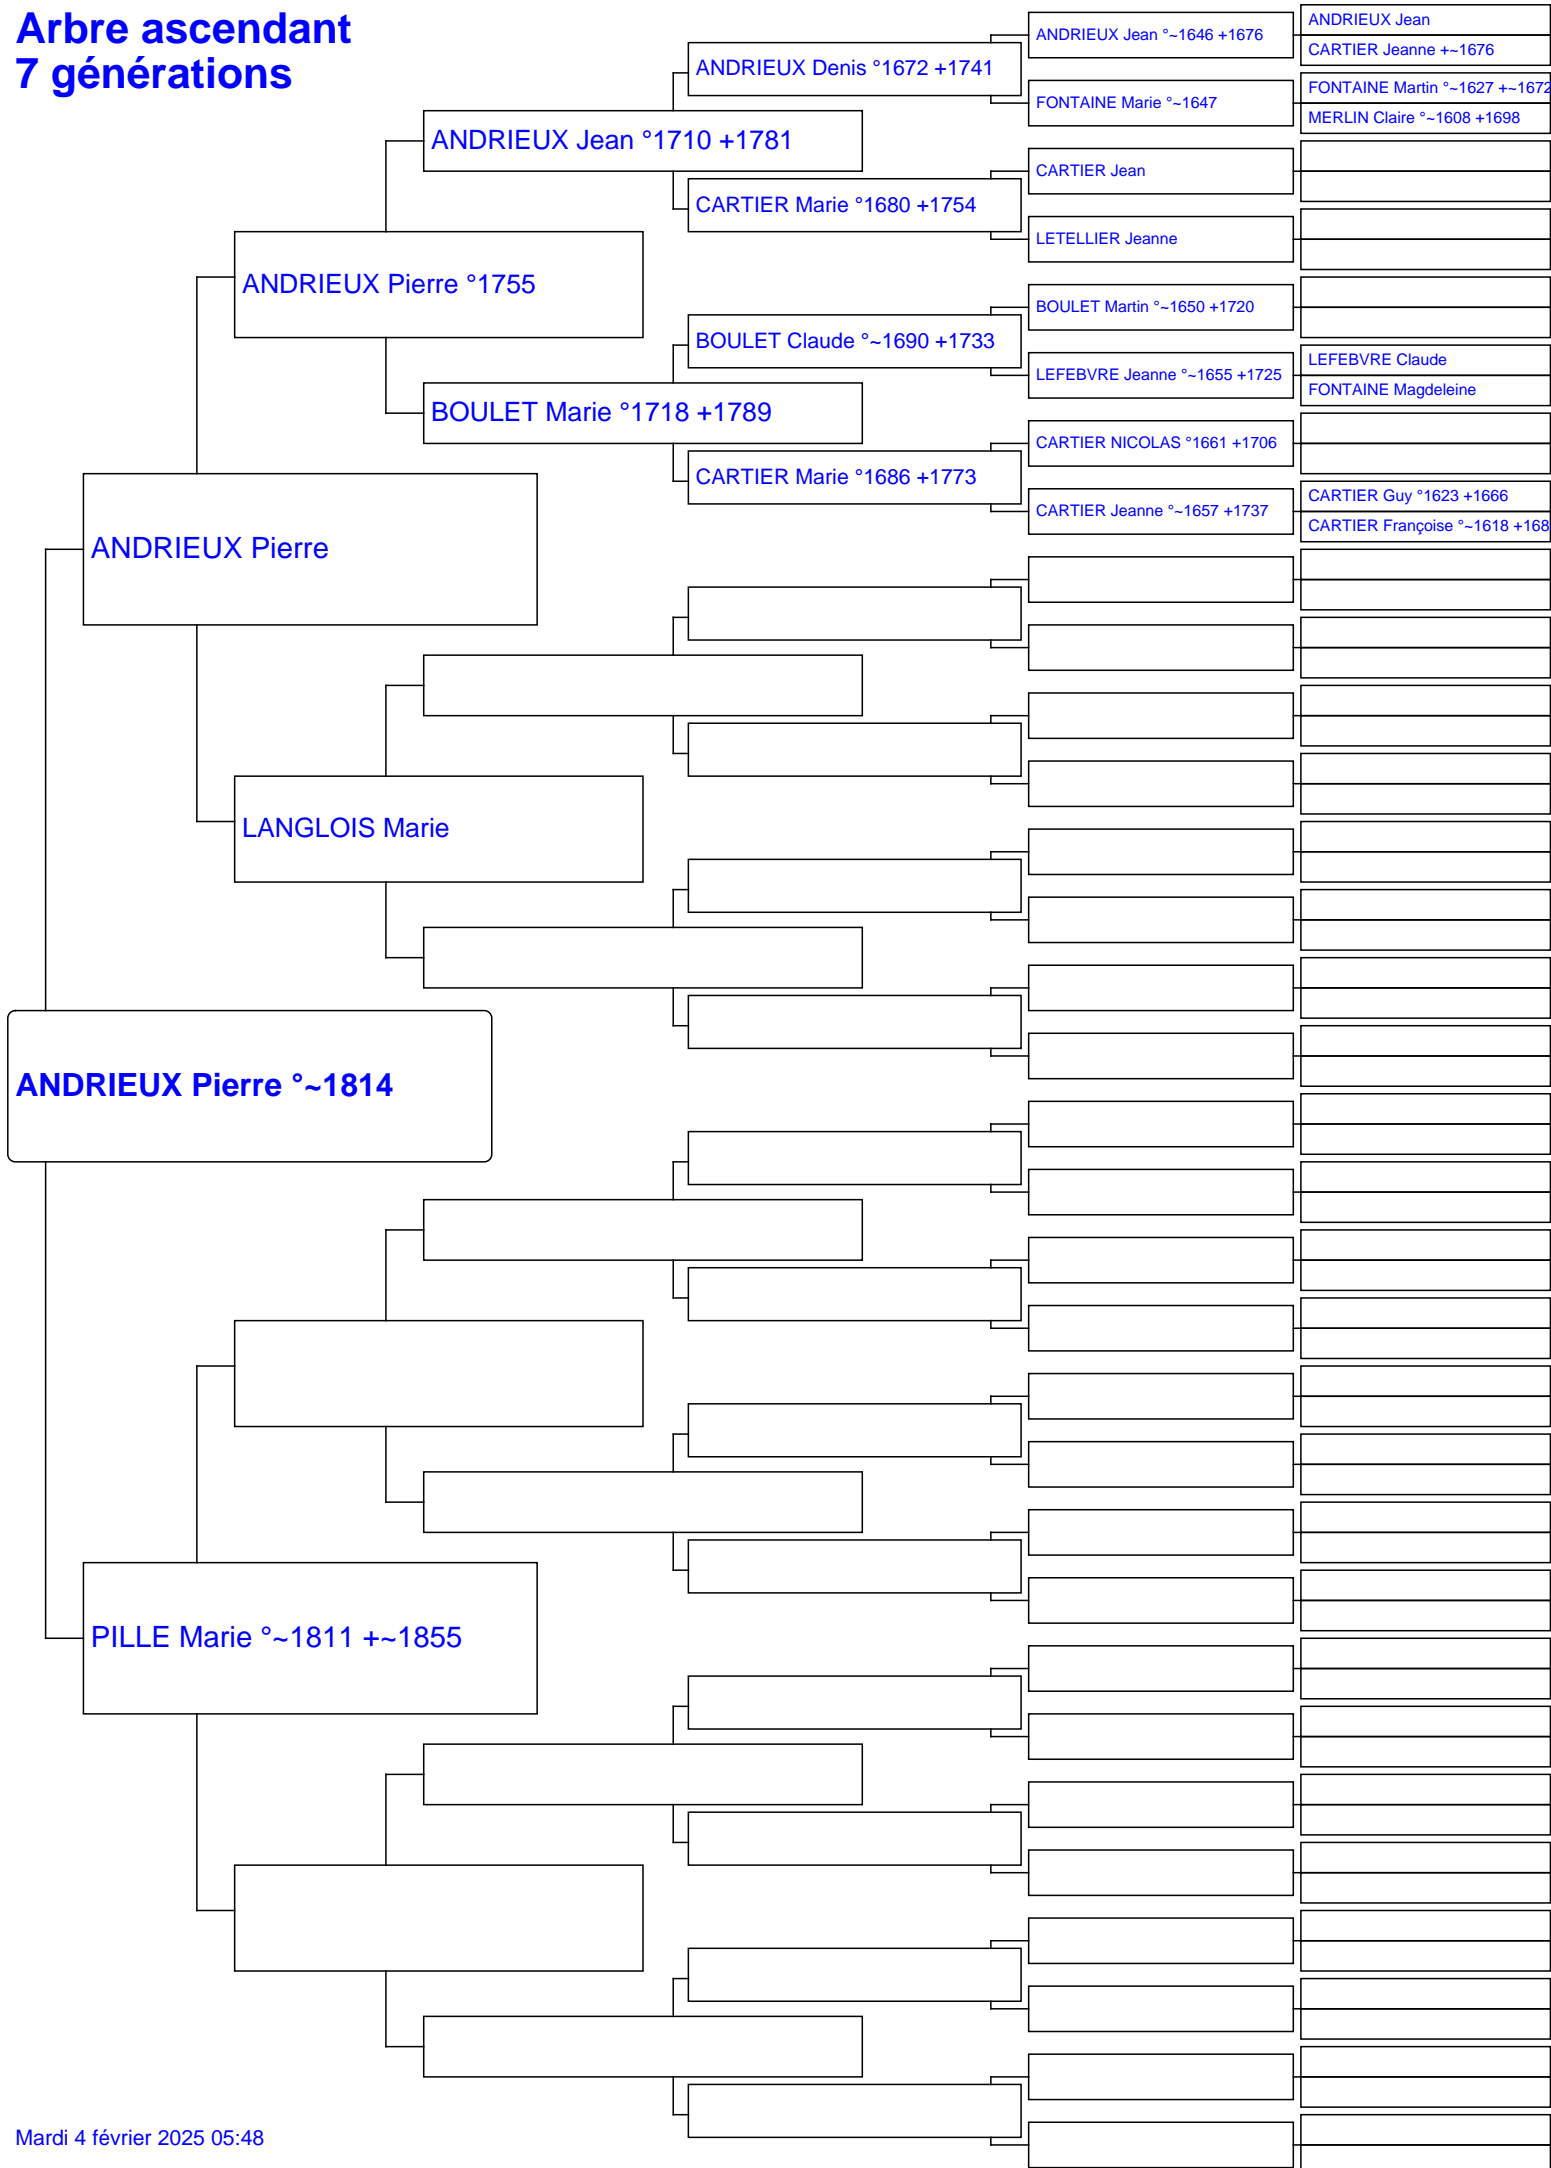 Arbre ascendant
7 générations
ANDRIEUX Jean
ANDRIEUX Jean °~1646 +1676
CARTIER Jeanne +~1676
ANDRIEUX Denis °1672 +1741
FONTAINE Martin °~1627 +~1672
FONTAINE Marie °~1647
MERLIN Claire °~1608 +1698
ANDRIEUX Jean °1710 +1781
CARTIER Jean
CARTIER Marie °1680 +1754
LETELLIER Jeanne
ANDRIEUX Pierre °1755
BOULET Martin °~1650 +1720
BOULET Claude °~1690 +1733
LEFEBVRE Claude
LEFEBVRE Jeanne °~1655 +1725
FONTAINE Magdeleine
BOULET Marie °1718 +1789
CARTIER NICOLAS °1661 +1706
CARTIER Marie °1686 +1773
CARTIER Guy °1623 +1666
CARTIER Jeanne °~1657 +1737
CARTIER Françoise °~1618 +168
ANDRIEUX Pierre
LANGLOIS Marie
ANDRIEUX Pierre °~1814
PILLE Marie °~1811 +~1855
Mardi 4 février 2025 05:48